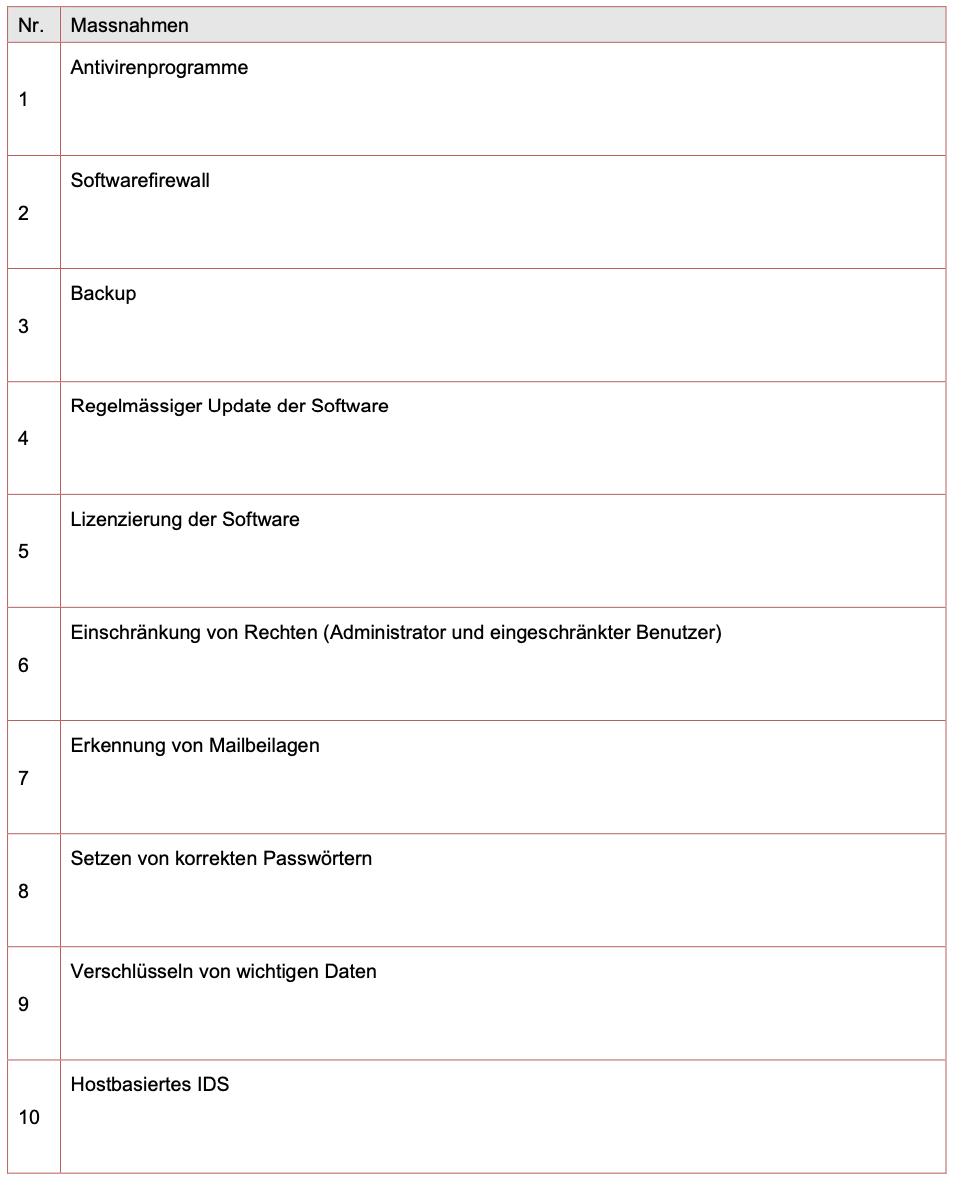 Nr. Massnahmen
Antivirenprogramme
1
Softwarefirewall
2
Backup
3
Regelmässiger Update der Software
4
Lizenzierung der Software
5
Einschränkung von Rechten (Administrator und eingeschränkter Benutzer)
6
Erkennung von Mailbeilagen
7
Setzen von korrekten Passwörtern
8
Verschlüsseln von wichtigen Daten
9
Hostbasiertes IDS
10